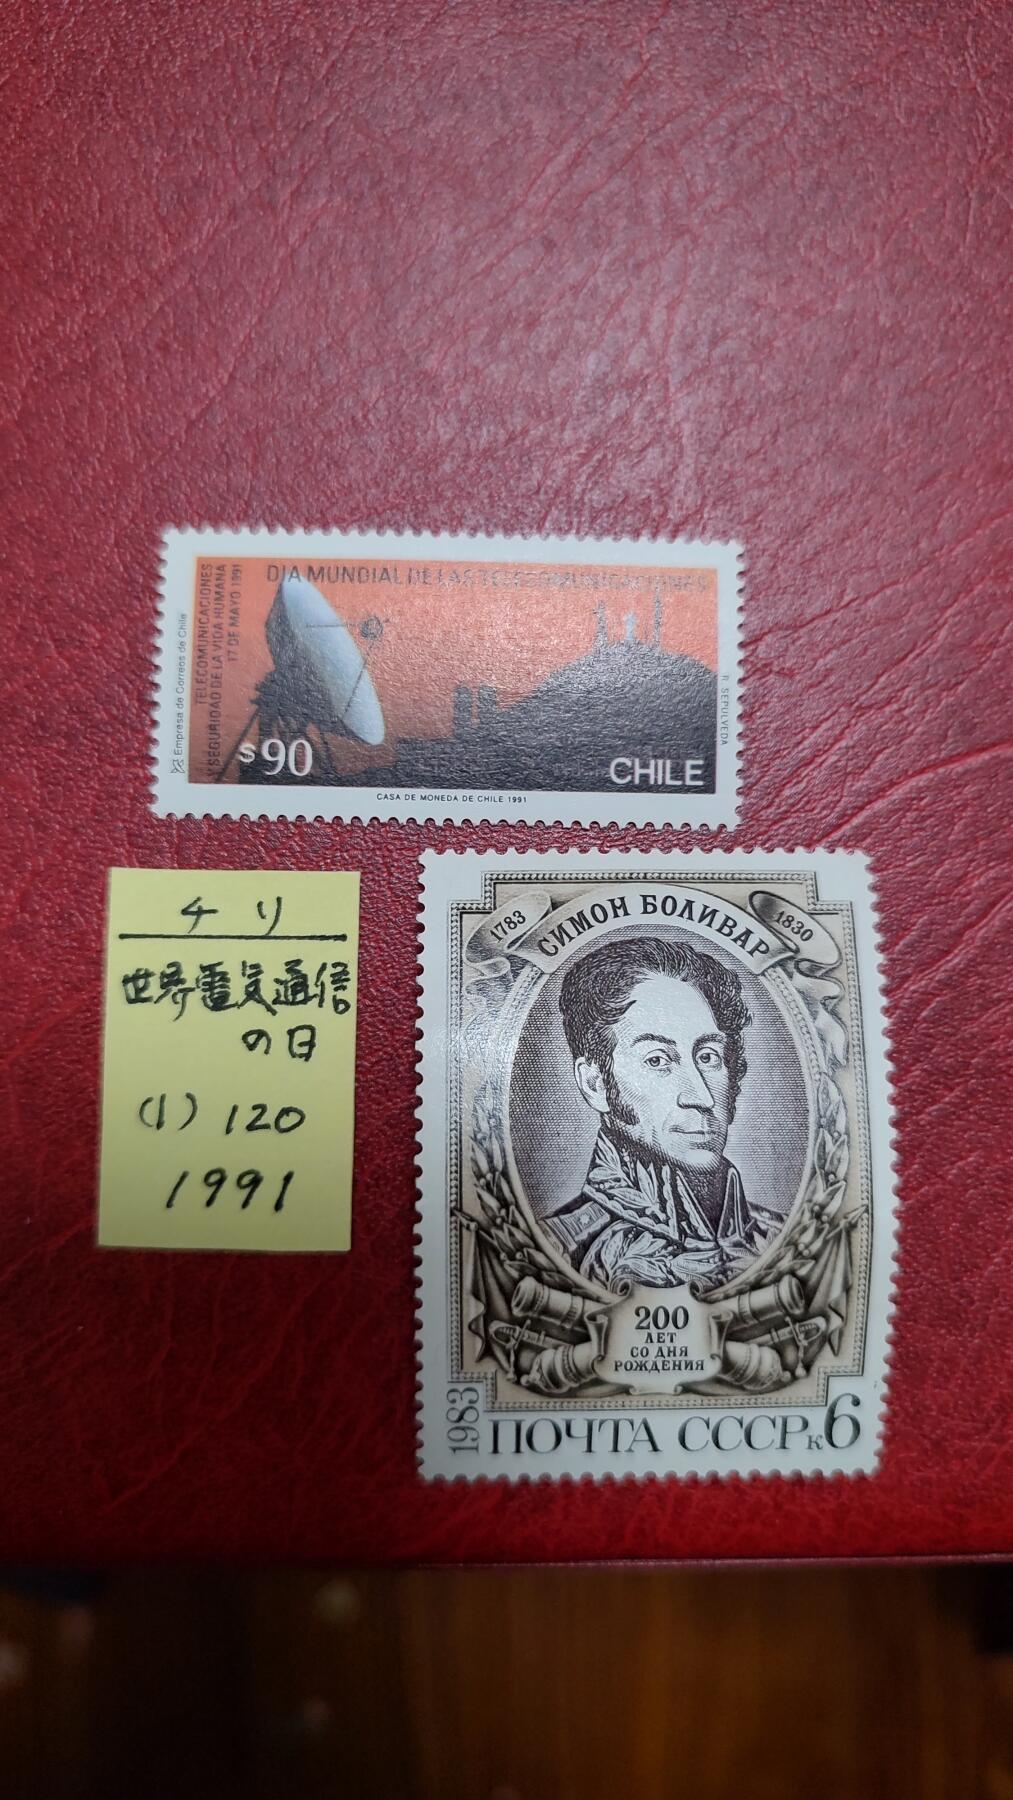 DIA MUNDIAL DE LAS TELECOMUNICACIONES
TELECOMUNICACIONES
Y SEGURIDAD DE LA VIDA HUMANA
17 DE MAYO 1991
Empresa de Correos de Chile
$90
CHILE
R. SEPULVEDA
CASA DE MONEDA DE CHILE 1991
チリ
世界電気通信
の日
(1) 120
1991
1783 СИМОН БОЛИВАР 1830
200
ЛЕТ
СО ДНЯ
РОЖДЕНИЯ
1983
ПОЧТА СССР к6